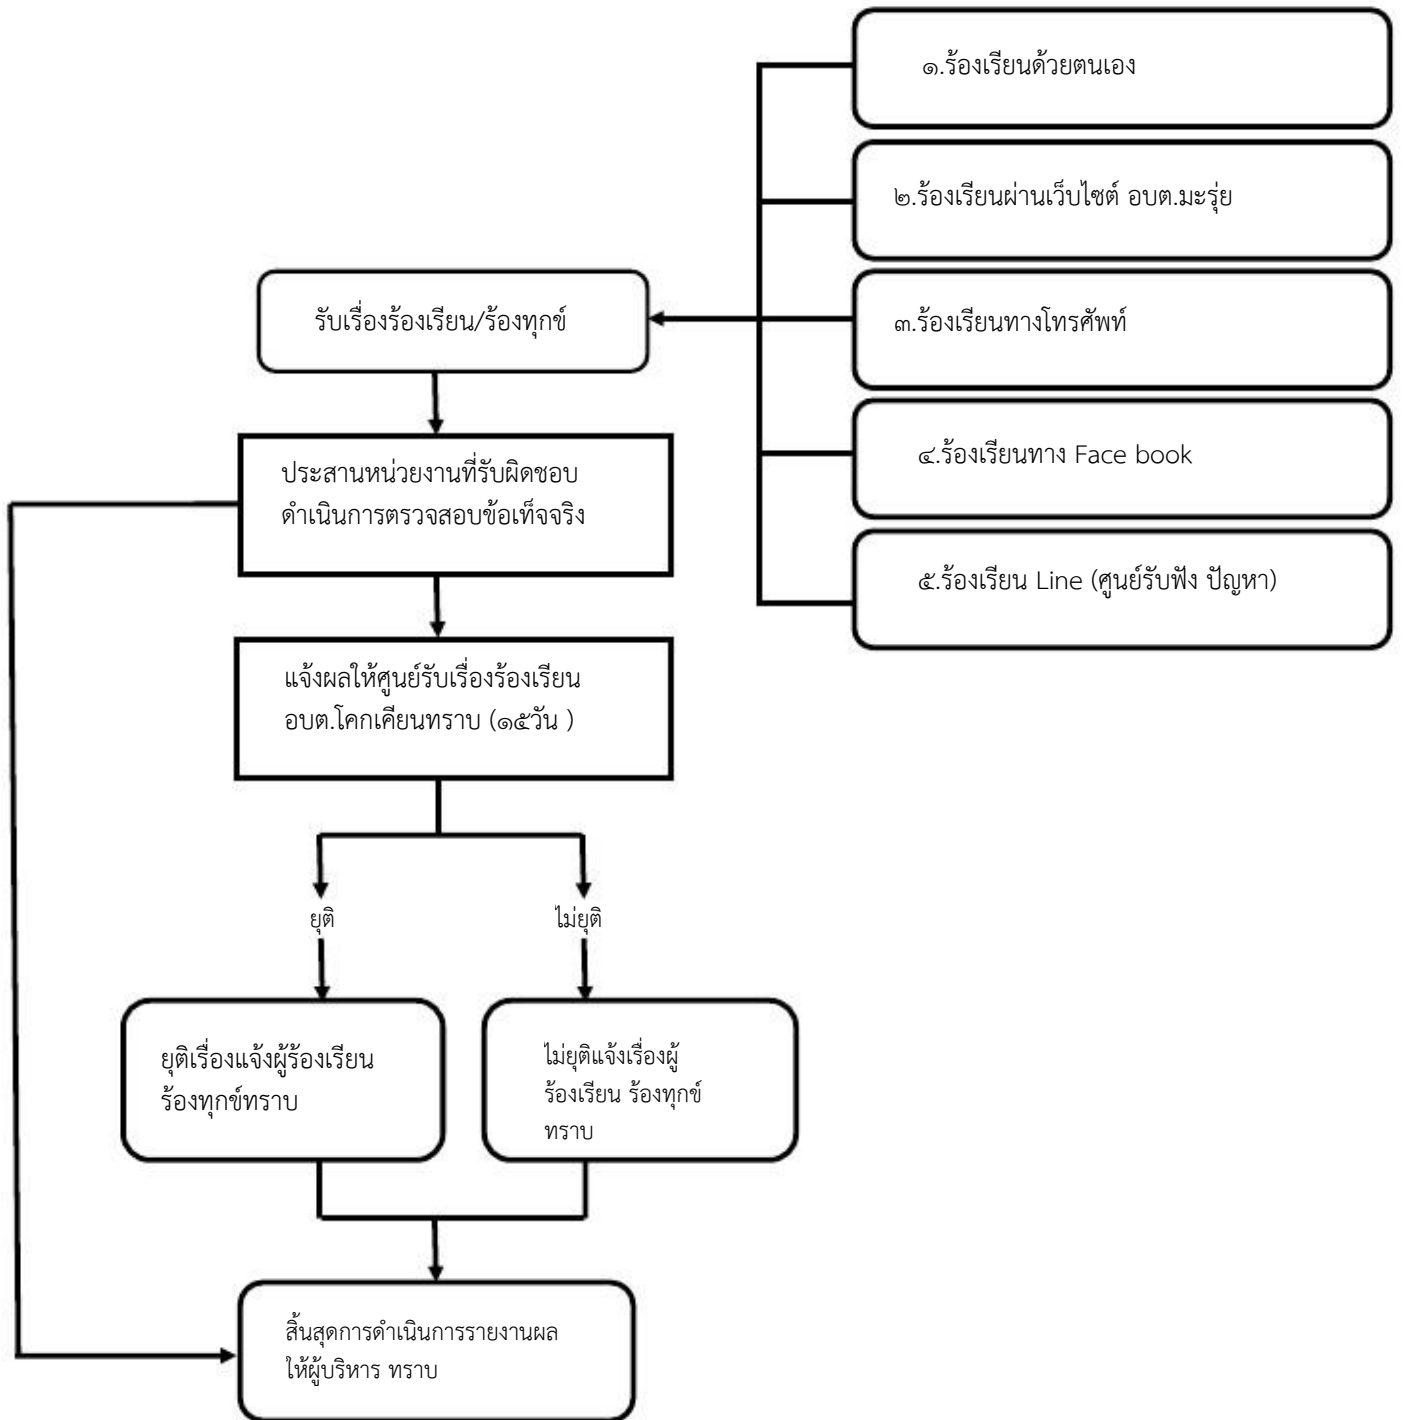 ๑.ร้องเรียนด้วยตนเอง
๒.ร้องเรียนผ่านเว็บไซต์ อบต.มะรุ่ย
รับเรื่องร้องเรียน/ร้องทุกข์
๓.ร้องเรียนทางโทรศัพท์
๔.ร้องเรียนทาง Face book
ประสานหน่วยงานที่รับผิดชอบ
ดำเนินการตรวจสอบข้อเท็จจริง
๕.ร้องเรียน Line (ศูนย์รับฟัง ปัญหา)
แจ้งผลให้ศูนย์รับเรื่องร้องเรียน
อบต.โคกเคียนทราบ (๑๕วัน )
ยุติ
ไม่ยุติ
ยุติเรื่องแจ้งผู้ร้องเรียน
ร้องทุกข์ทราบ
ไม่ยุติแจ้งเรื่องผู้
ร้องเรียน ร้องทุกข์
ทราบ
สิ้นสุดการดำเนินการรายงานผล
ให้ผู้บริหาร ทราบ